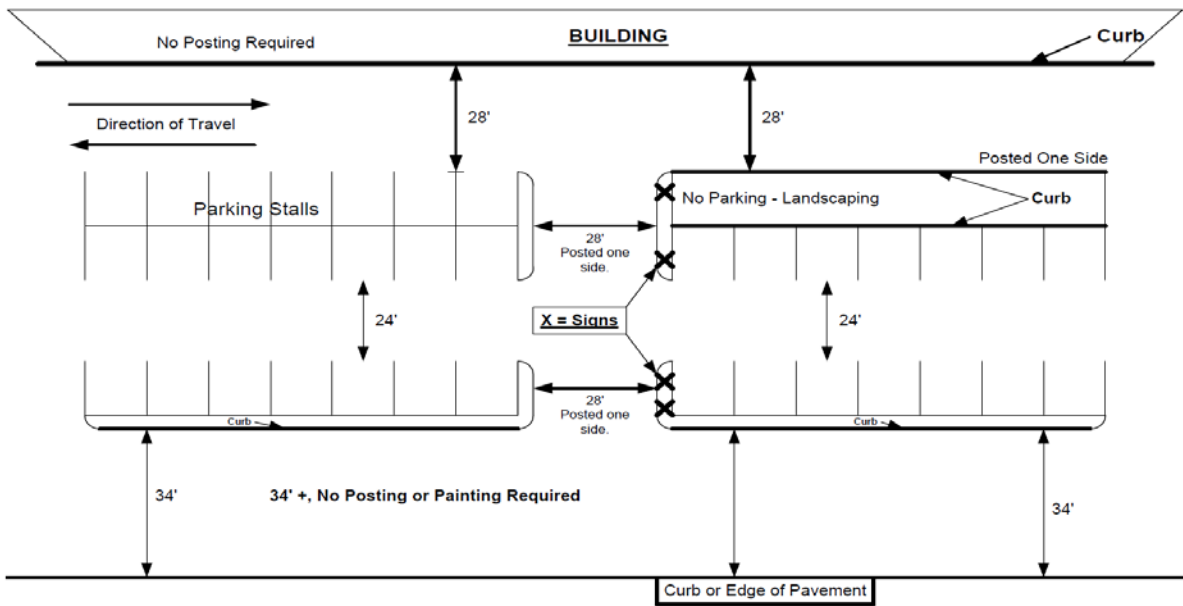 No Posting Required
BUILDING
Curb
28'
28'
Direction of Travel
Posted One Side
Parking Stalls
No Parking - Landscaping
Curb
28'
Posted one
side.
24'
X = Signs
24'
28'
Posted one
side.
Curb
Curb
34'
34' +, No Posting or Painting Required
34'
Curb or Edge of Pavement